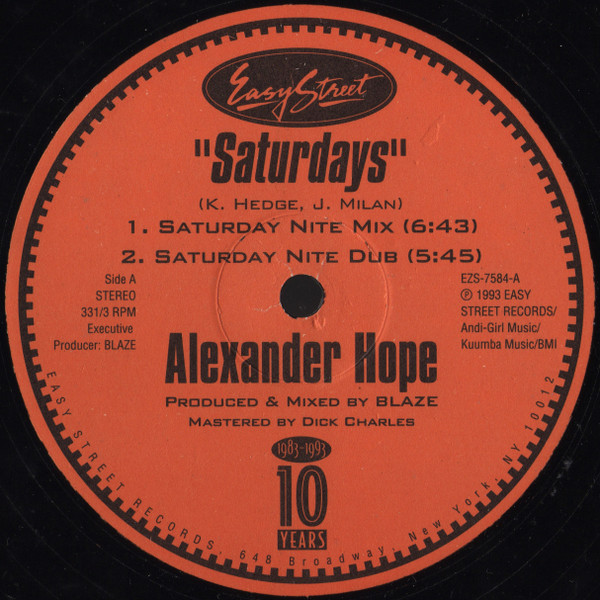 Easy Street
"Saturdays"
(K. Hedge, J. Milan)
1. Saturday Nite Mix (6:43)
2. Saturday Nite Dub (5:45)
Side A
STEREO
331/3 RPM
Executive
Producer: BLAZE
EZS-7584-A
℗ 1993 EASY
STREET RECORDS/
Andi-Girl Music/
Kuumba Music/BMI
Alexander Hope
Produced & Mixed by BLAZE
Mastered by Dick Charles
1983-1993
10
YEARS
EASY STREET RECORDS, 648 Broadway, New York, NY 10012